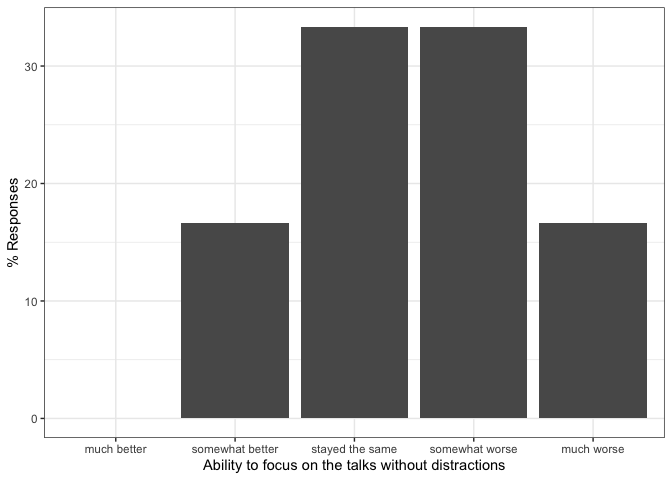 % Responses
30
20
10
0
much better somewhat better stayed the same somewhat worse much worse
Ability to focus on the talks without distractions